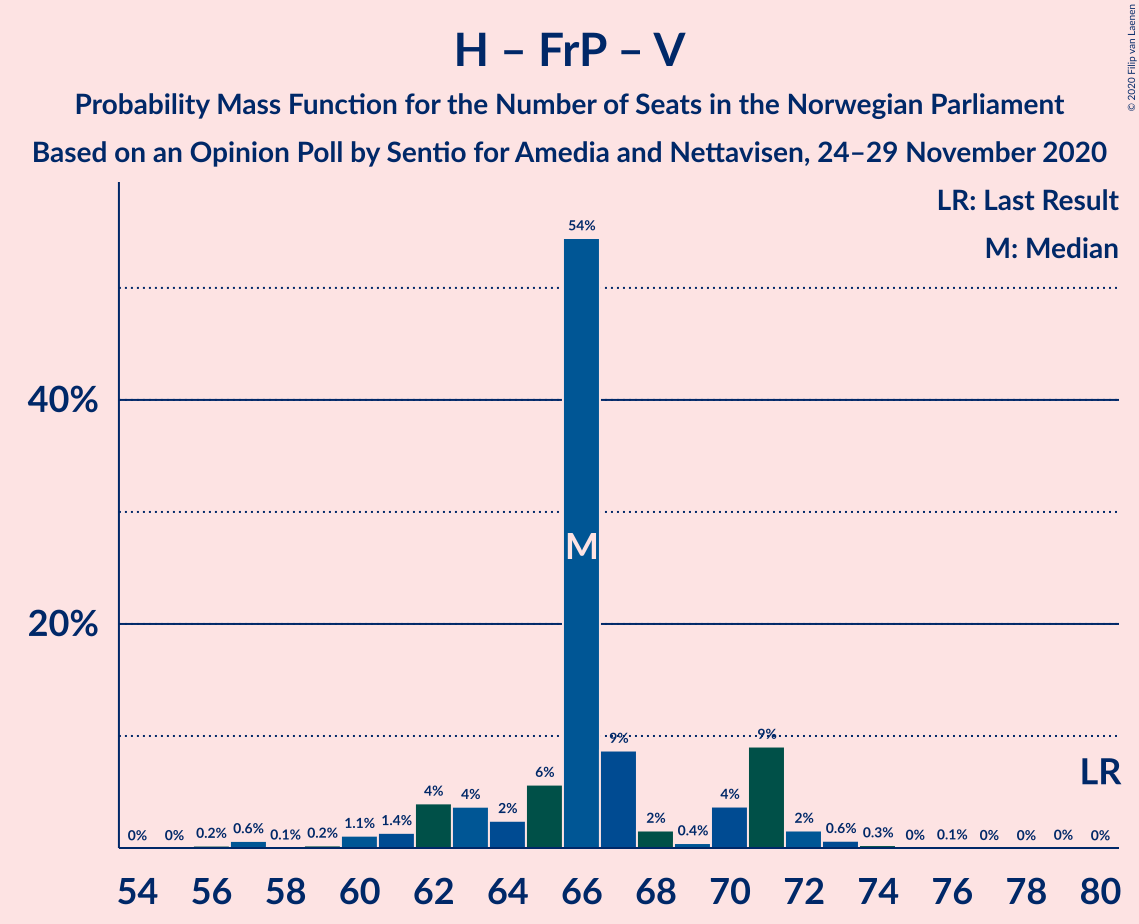 H – FrP – V
Probability Mass Function for the Number of Seats in the Norwegian Parliament
Based on an Opinion Poll by Sentio for Amedia and Nettavisen, 24–29 November 2020
© 2020 Filip van Laenen
LR: Last Result
M: Median
40%
20%
0% 0% 0.2% 0.6% 0.1% 0.2% 1.1% 1.4% 4% 4% 2% 6% 54% 9% 2% 0.4% 4% 9% 2% 0.6% 0.3% 0% 0.1% 0% 0% 0% 0%
M
LR
54 56 58 60 62 64 66 68 70 72 74 76 78 80